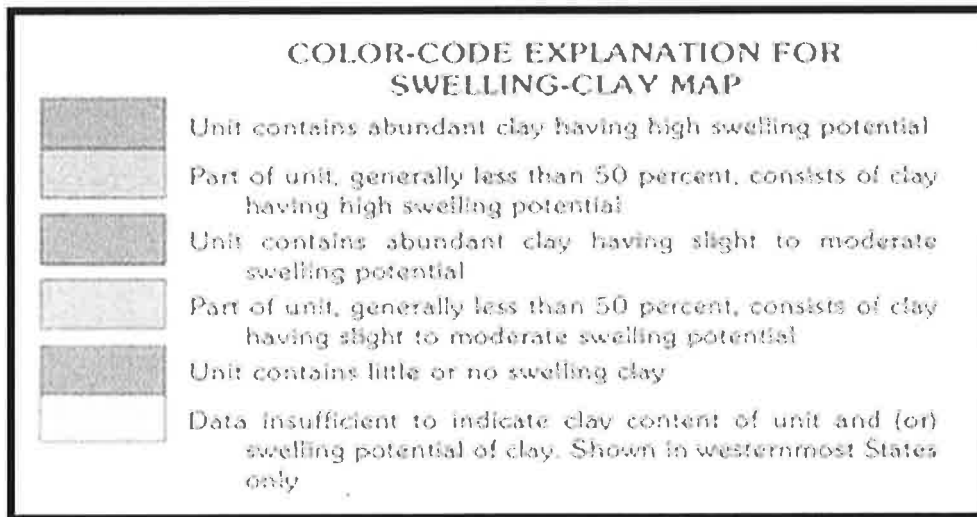 COLOR-CODE EXPLANATION FOR
SWELLING-CLAY MAP
Unit contains abundant clay having high swelling potential
Part of unit, generally less than 50 percent, consists of clay
having high swelling potential
Unit contains abundant clay having slight to moderate
swelling potential
Part of unit, generally less than 50 percent, consists of clay
having slight to moderate swelling potential
Unit contains little or no swelling clay
Data insufficient to indicate clay content of unit and (or)
swelling potential of clay. Shown in westernmost States
only